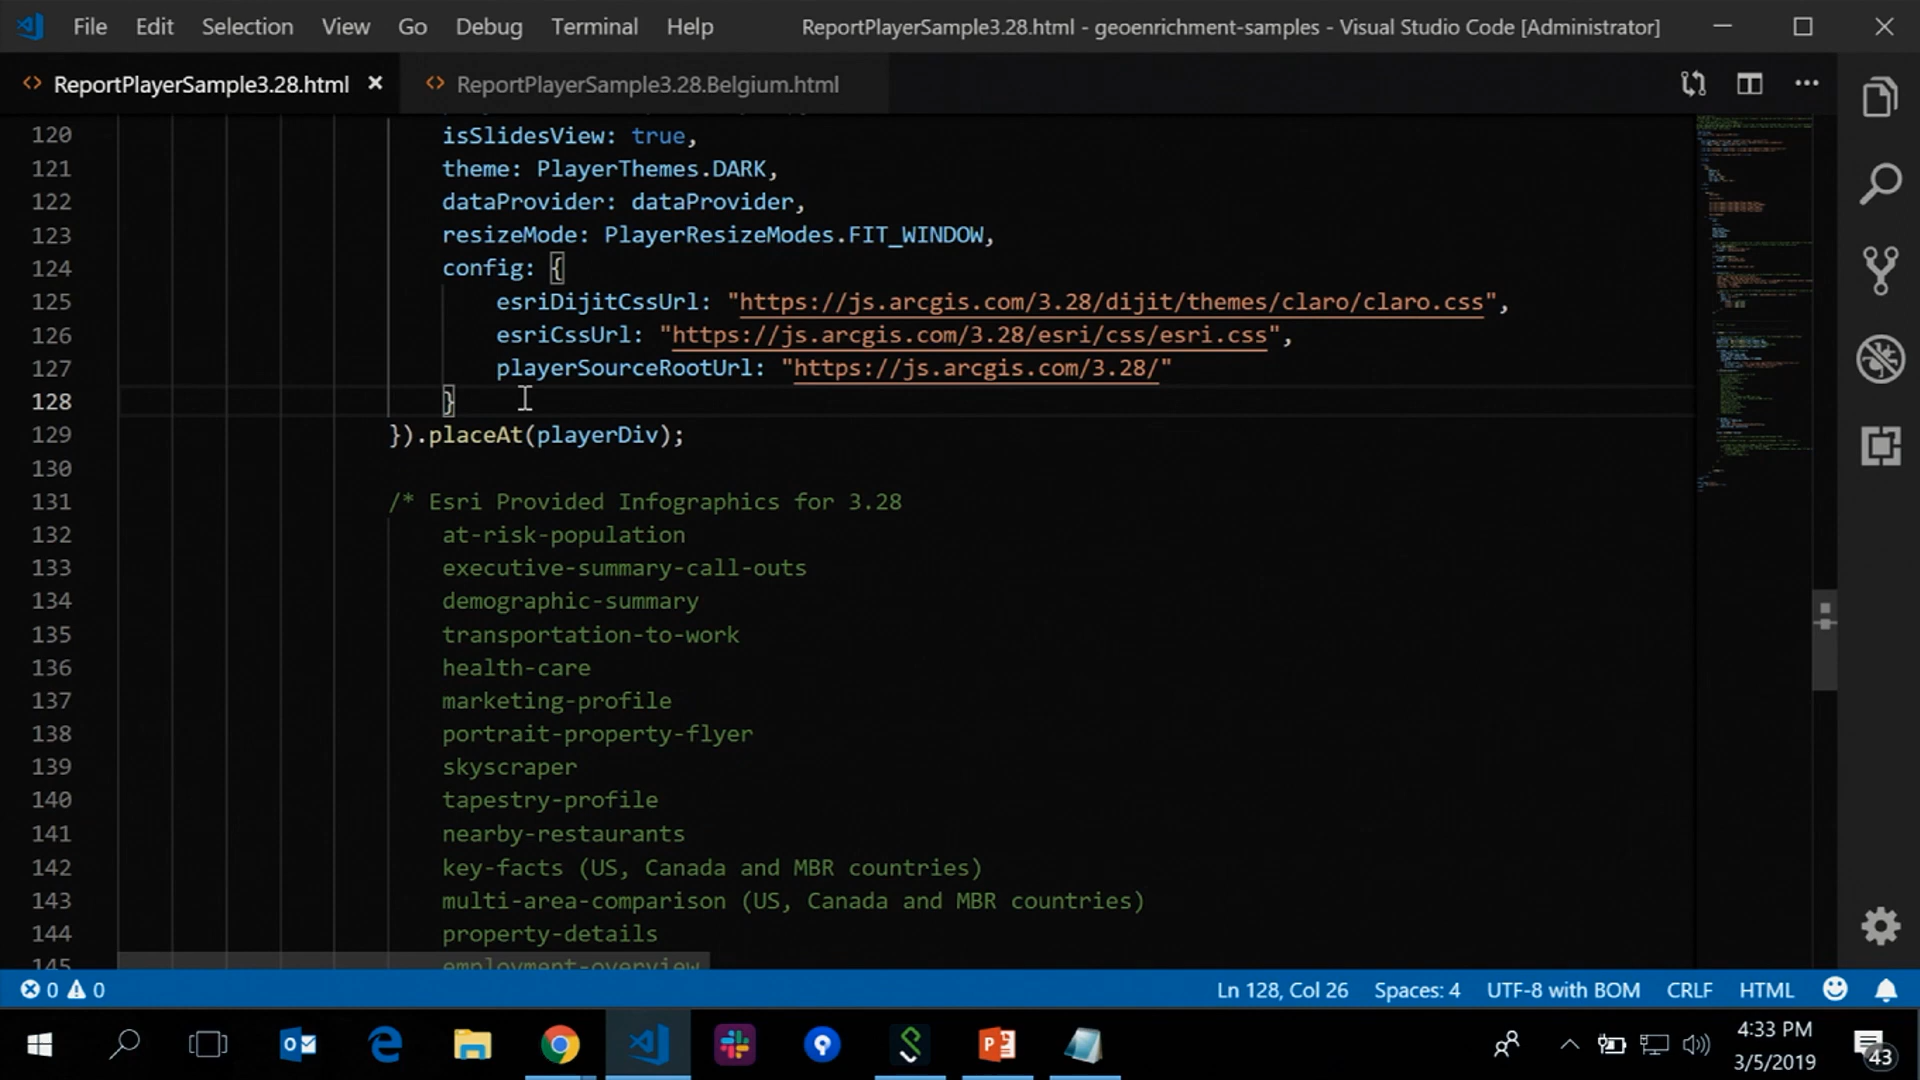 File Edit Selection View Go Debug Terminal Help
ReportPlayerSample3.28.html - geoenrichment-samples - Visual Studio Code [Administrator]
ReportPlayerSample3.28.html
ReportPlayerSample3.28.Belgium.html
120 isSlidesView: true,
121 theme: PlayerThemes.DARK,
122 dataProvider: dataProvider,
123 resizeMode: PlayerResizeModes.FIT_WINDOW,
124 config: {
125 esriDijitCssUrl: "https://js.arcgis.com/3.28/dijit/themes/claro/claro.css",
126 esriCssUrl: "https://js.arcgis.com/3.28/esri/css/esri.css",
127 playerSourceRootUrl: "https://js.arcgis.com/3.28/"
128 }
129 }).placeAt(playerDiv);
130
131 /* Esri Provided Infographics for 3.28
132 at-risk-population
133 executive-summary-call-outs
134 demographic-summary
135 transportation-to-work
136 health-care
137 marketing-profile
138 portrait-property-flyer
139 skyscraper
140 tapestry-profile
141 nearby-restaurants
142 key-facts (US, Canada and MBR countries)
143 multi-area-comparison (US, Canada and MBR countries)
144 property-details
145 employment-overview
0 0 Ln 128, Col 26 Spaces: 4 UTF-8 with BOM CRLF HTML
4:33 PM
3/5/2019
43